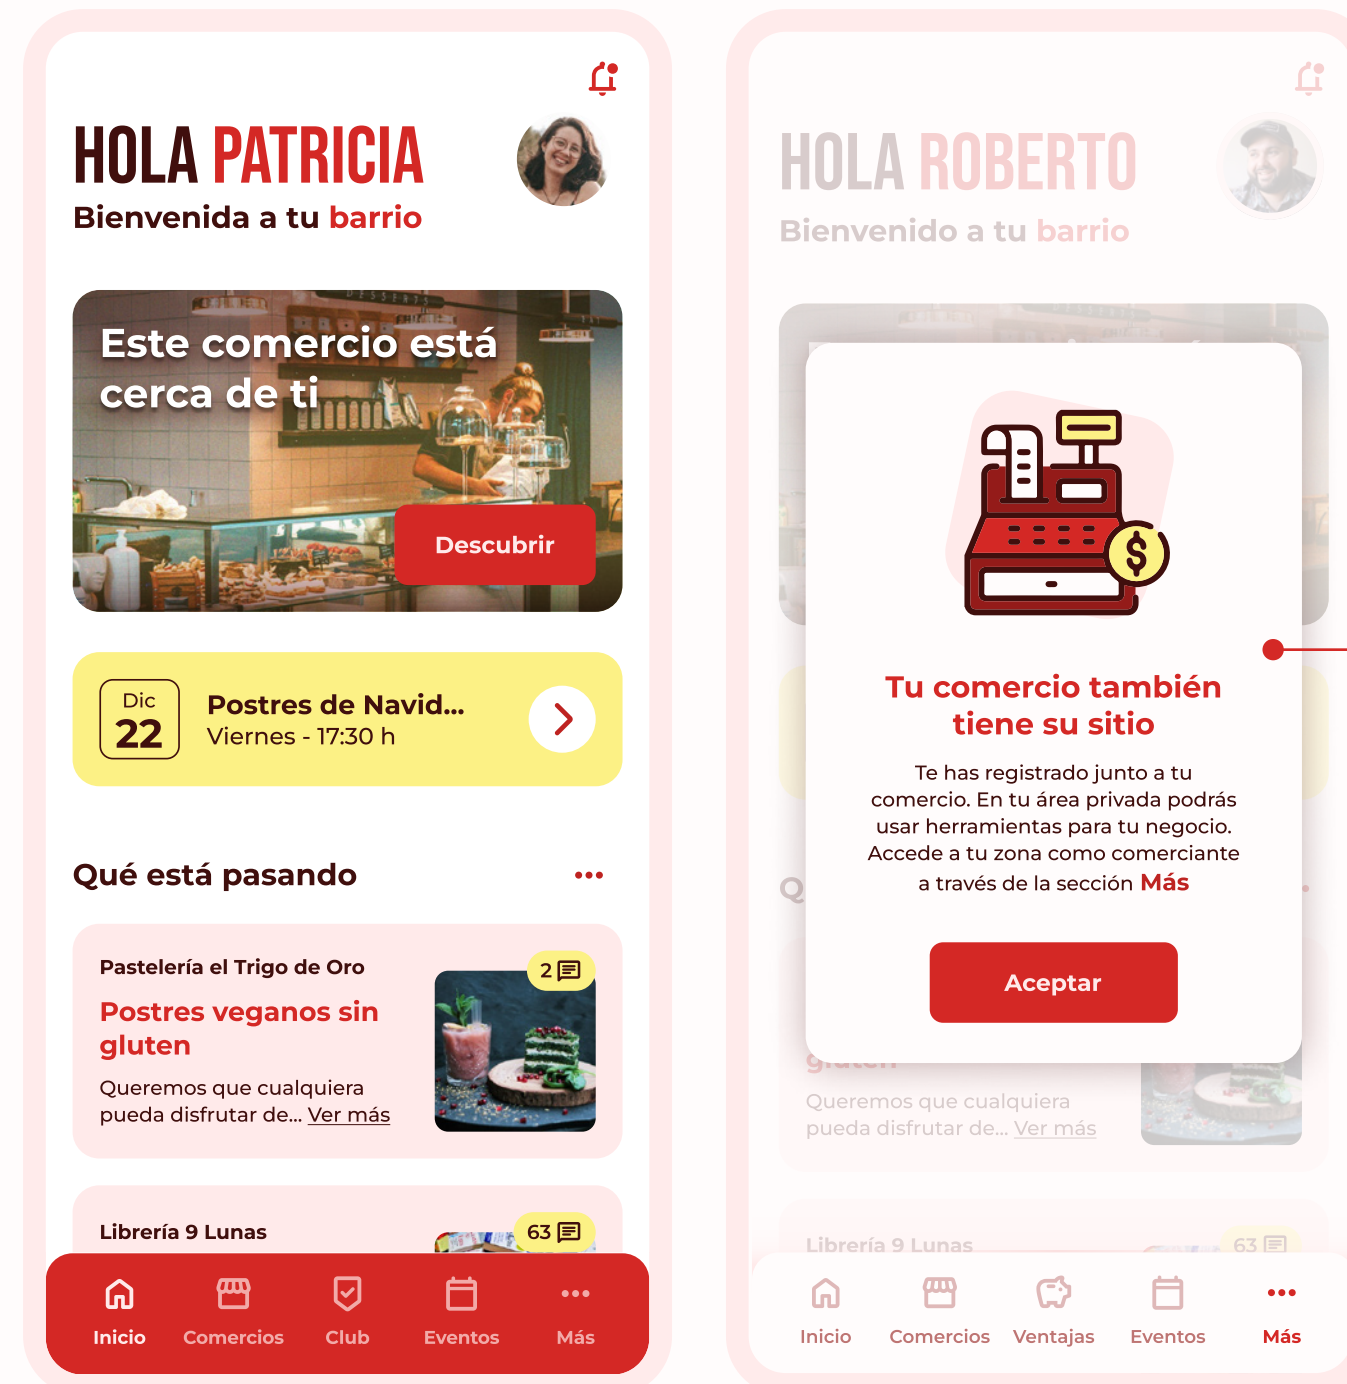 HOLA PATRICIA
Bienvenida a tu barrio
DESSERTS
Este comercio está
cerca de ti
Descubrir
Dic
22
Postres de Navid...
Viernes - 17:30 h
Qué está pasando
Pastelería el Trigo de Oro
2
Postres veganos sin
gluten
Queremos que cualquiera
pueda disfrutar de... Ver más
Librería 9 Lunas
63
Inicio
Comercios
Club
Eventos
Más
HOLA ROBERTO
Bienvenido a tu barrio
Tu comercio también
tiene su sitio
Te has registrado junto a tu
comercio. En tu área privada podrás
usar herramientas para tu negocio.
Accede a tu zona como comerciante
a través de la sección Más
Aceptar
gluten
Queremos que cualquiera
pueda disfrutar de... Ver más
Librería 9 Lunas
63
Inicio
Comercios
Ventajas
Eventos
Más